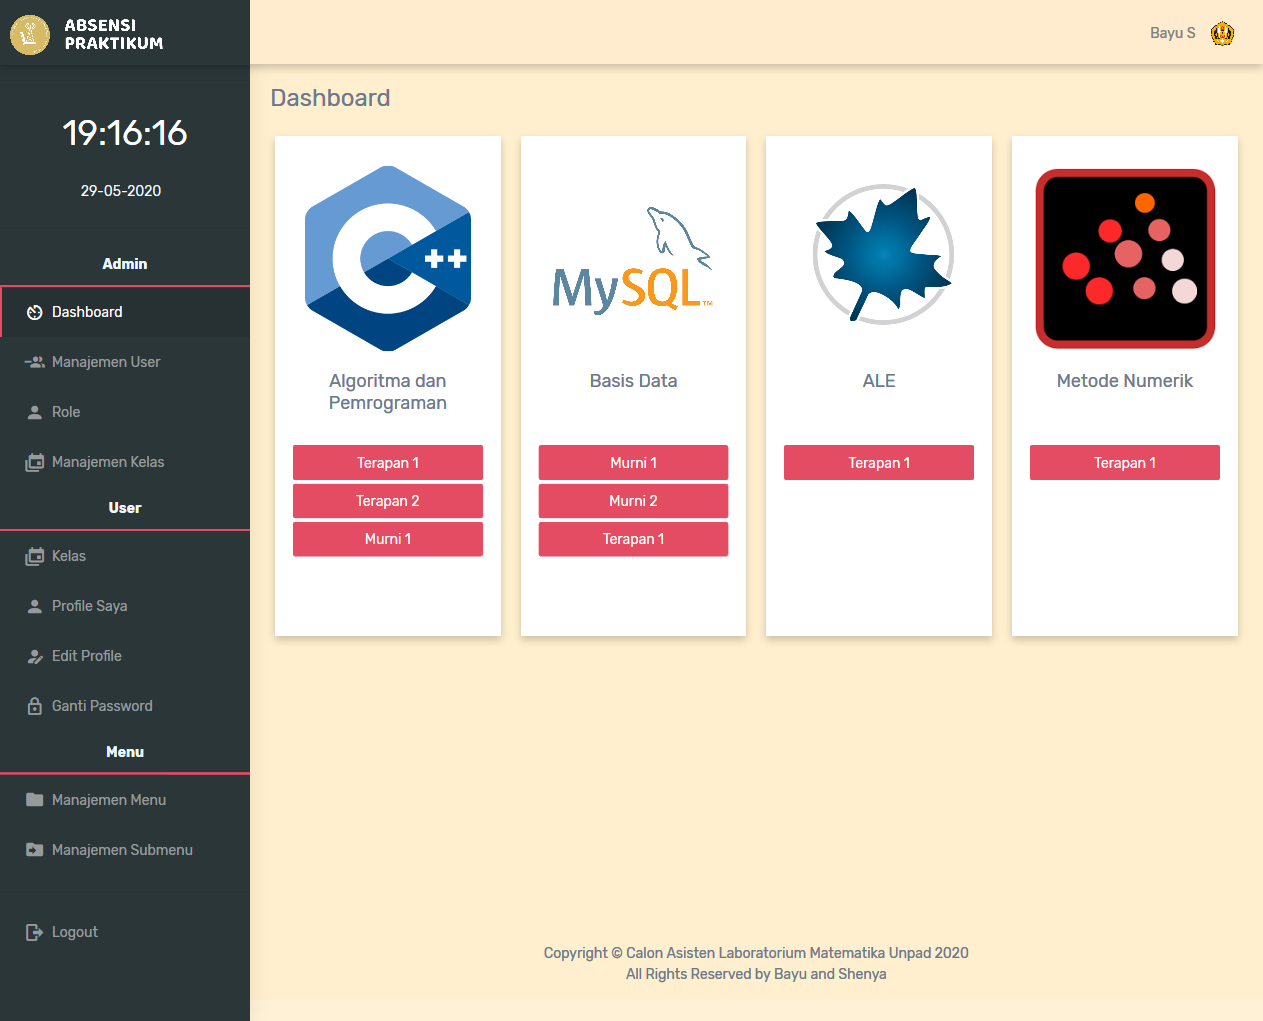 ABSENSI
PRAKTIKUM
Bayu S
19:16:16
29-05-2020
Admin
Dashboard
Manajemen User
Role
Manajemen Kelas
User
Kelas
Profile Saya
Edit Profile
Ganti Password
Menu
Manajemen Menu
Manajemen Submenu
Logout
Dashboard
C++
Algoritma dan
Pemrograman
Terapan 1
Terapan 2
Murni 1
MySQL™
Basis Data
Murni 1
Murni 2
Terapan 1
ALE
Terapan 1
Metode Numerik
Terapan 1
Copyright © Calon Asisten Laboratorium Matematika Unpad 2020
All Rights Reserved by Bayu and Shenya